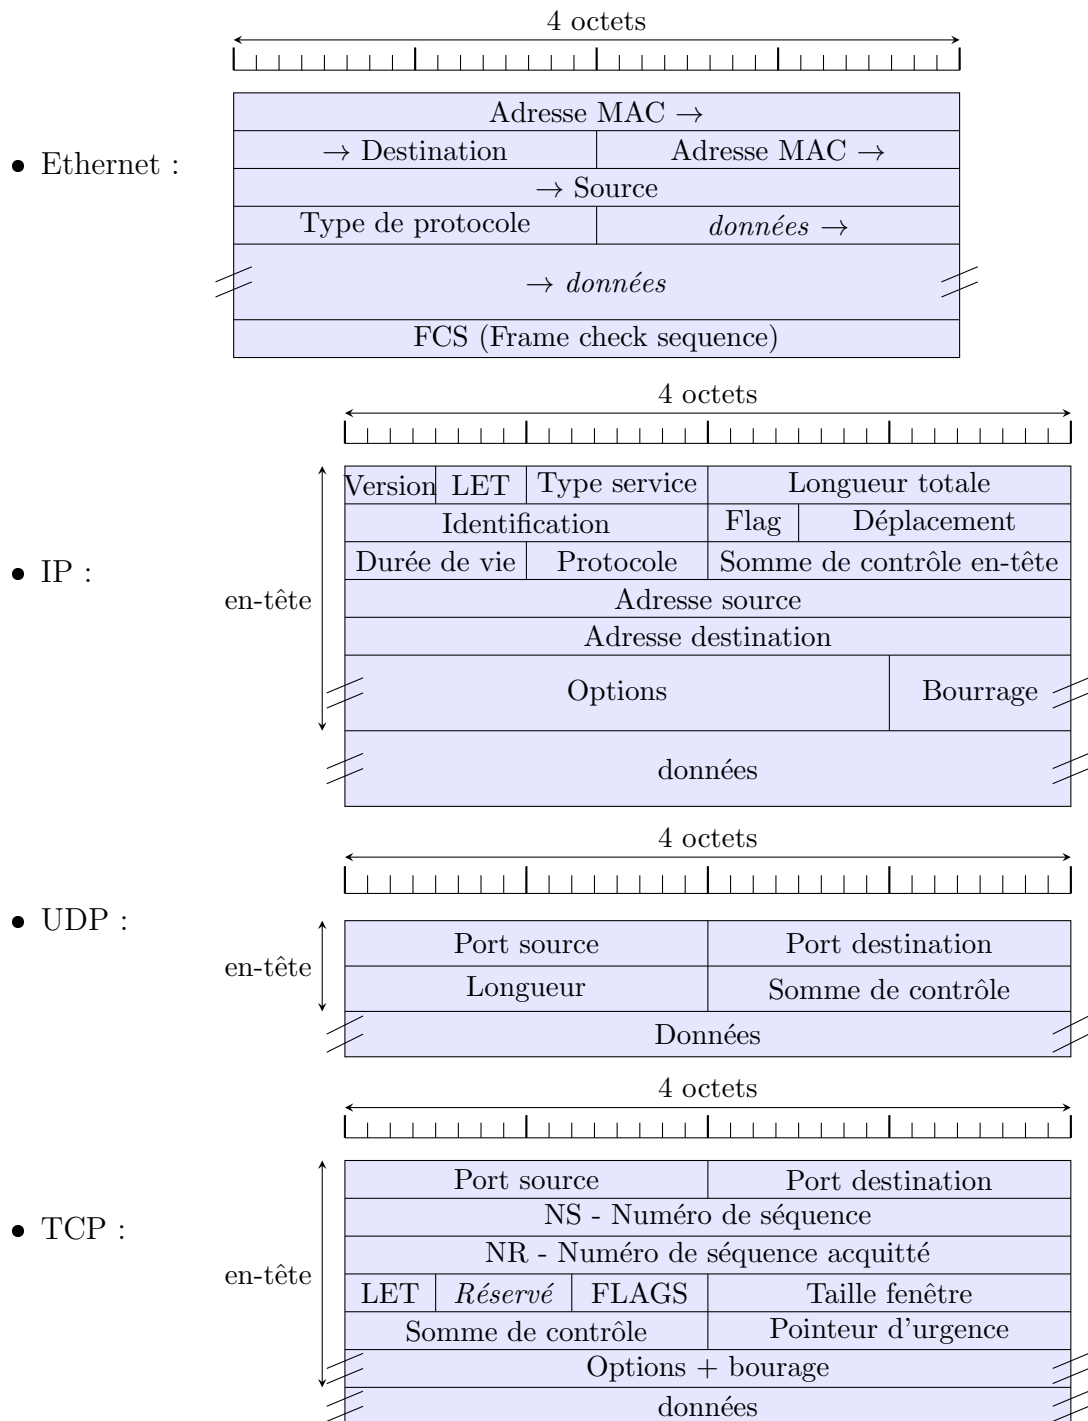 4 octets
• Ethernet :
Adresse MAC →
→ Destination Adresse MAC →
→ Source
Type de protocole données →
→ données
FCS (Frame check sequence)
4 octets
• IP :
en-tête
Version LET Type service Longueur totale
Identification Flag Déplacement
Durée de vie Protocole Somme de contrôle en-tête
Adresse source
Adresse destination
Options Bourrage
données
4 octets
• UDP :
en-tête
Port source Port destination
Longueur Somme de contrôle
Données
4 octets
• TCP :
en-tête
Port source Port destination
NS - Numéro de séquence
NR - Numéro de séquence acquitté
LET Réservé FLAGS Taille fenêtre
Somme de contrôle Pointeur d'urgence
Options + bourage
données